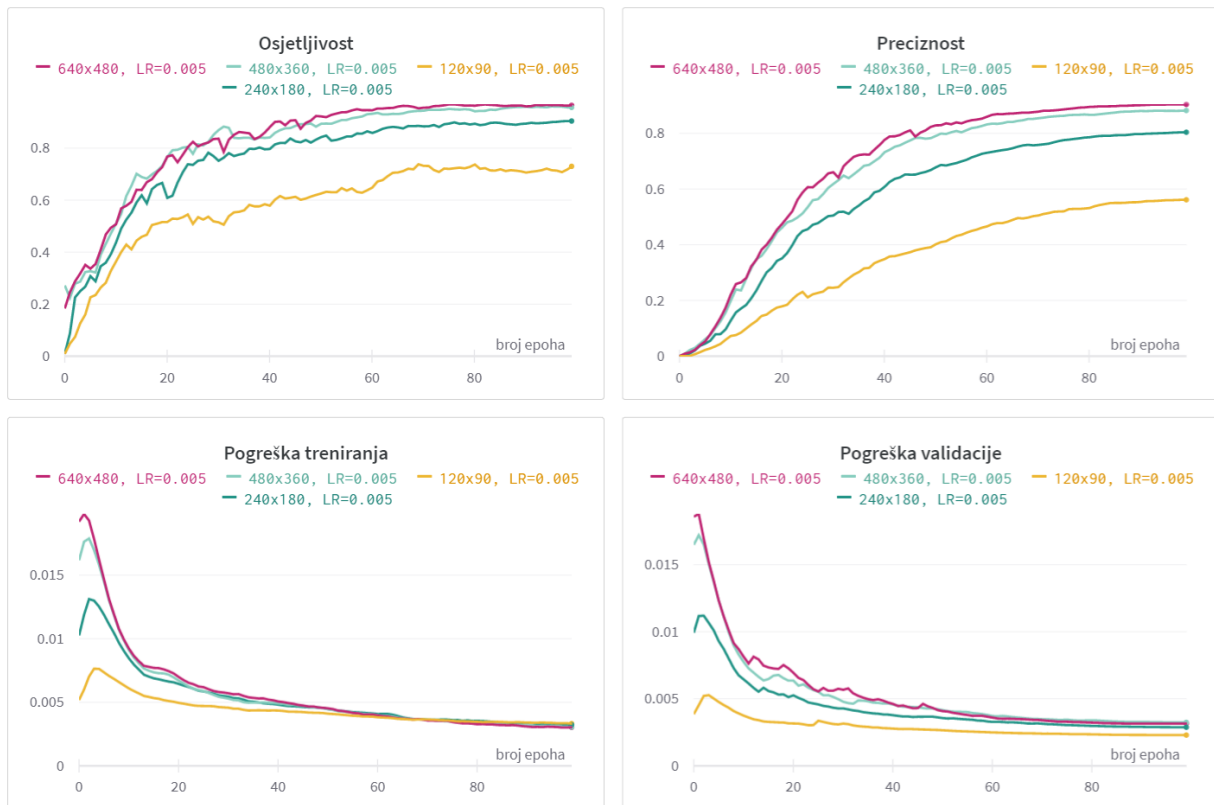 Osjetljivost
640x480, LR=0.005 480x360, LR=0.005 120x90, LR=0.005
240x180, LR=0.005
0.8
0.6
0.4
0.2
0
broj epoha
0 20 40 60 80
Preciznost
640x480, LR=0.005 480x360, LR=0.005 120x90, LR=0.005
240x180, LR=0.005
0.8
0.6
0.4
0.2
0
broj epoha
0 20 40 60 80
Pogreška treniranja
640x480, LR=0.005 480x360, LR=0.005 120x90, LR=0.005
240x180, LR=0.005
0.015
0.01
0.005
0
broj epoha
0 20 40 60 80
Pogreška validacije
640x480, LR=0.005 480x360, LR=0.005 120x90, LR=0.005
240x180, LR=0.005
0.015
0.01
0.005
0
broj epoha
0 20 40 60 80